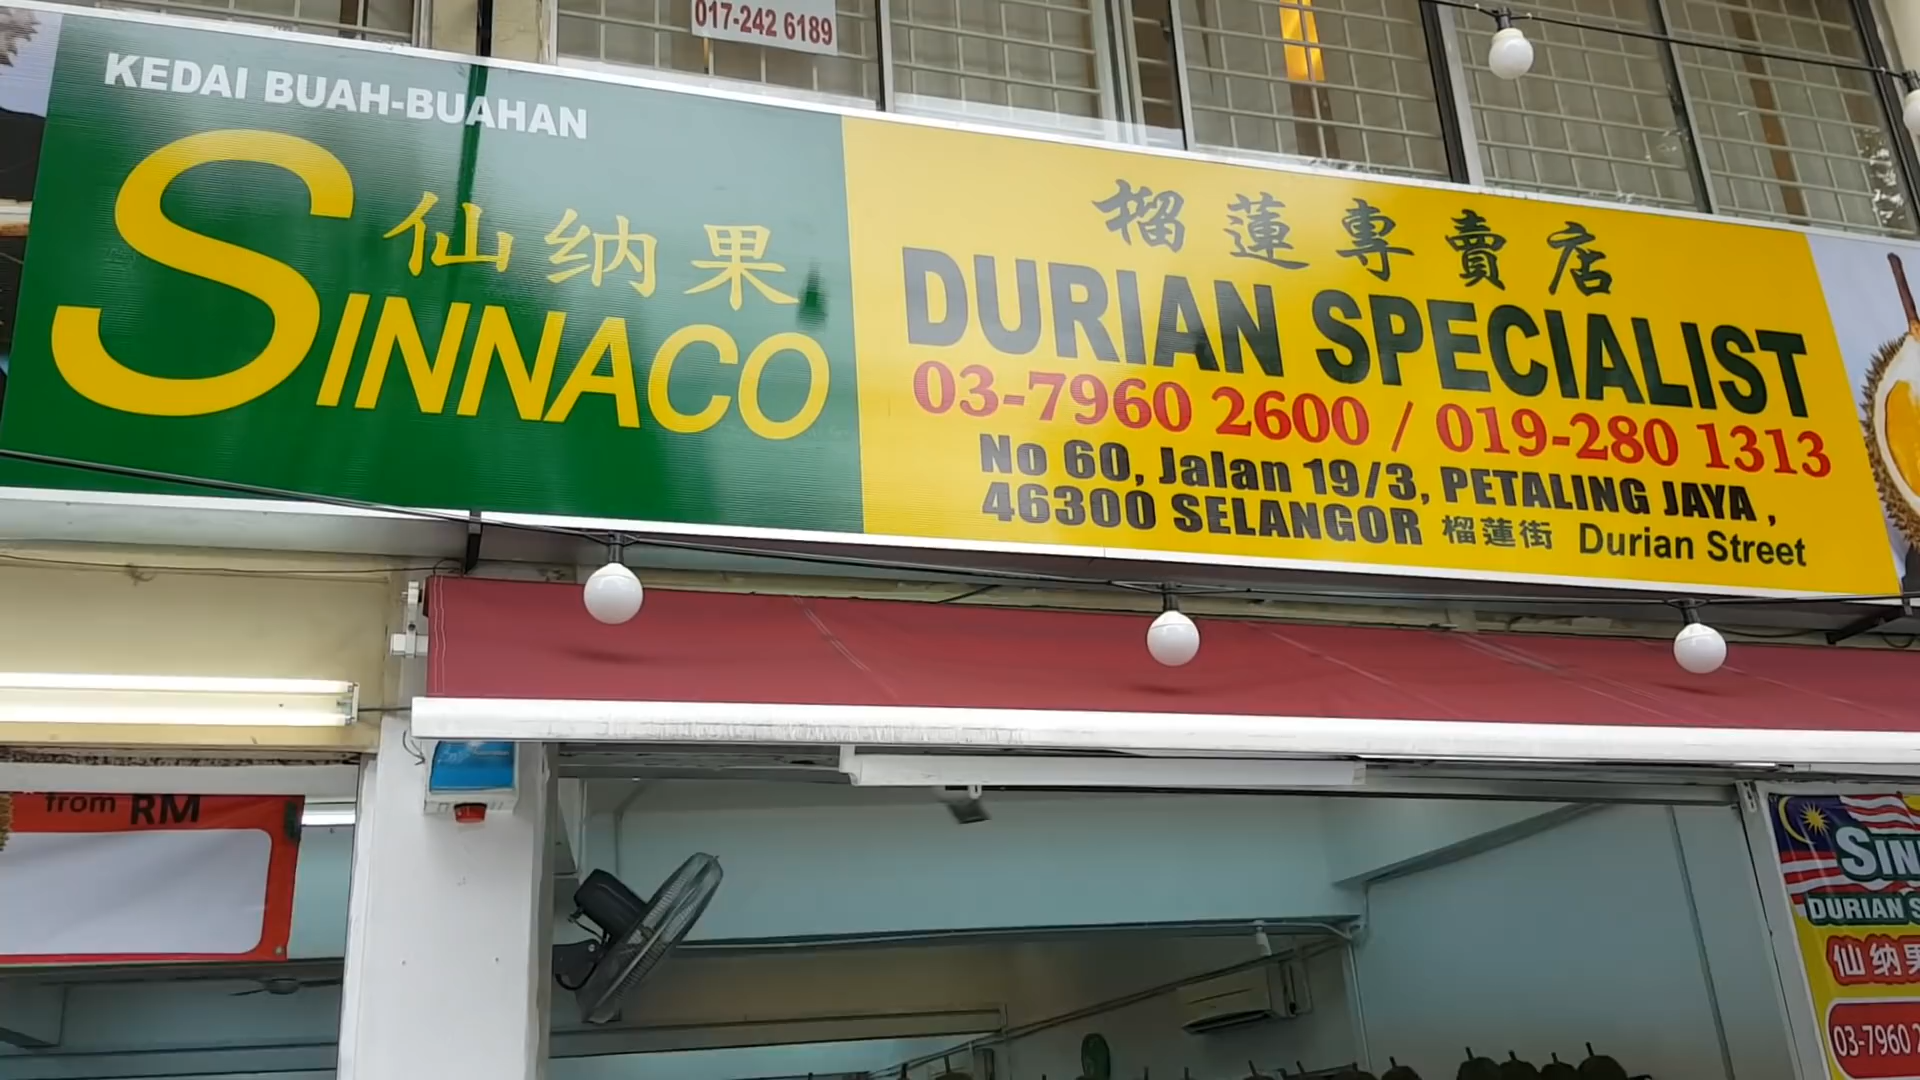 017-242 6189
KEDAI BUAH-BUAHAN
仙纳果
SINNACO
榴蓮專賣店
DURIAN SPECIALIST
03-7960 2600 / 019-280 1313
No 60, Jalan 19/3, PETALING JAYA ,
46300 SELANGOR 榴蓮街 Durian Street
from RM
SIN
DURIAN S
仙纳果
03-7960 2